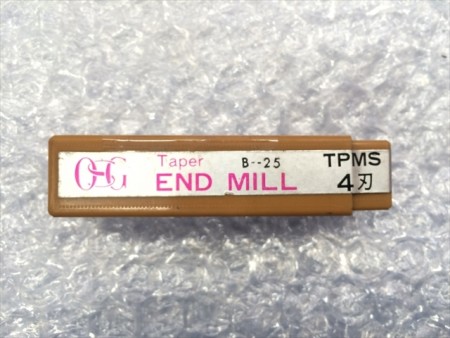 OSG
Taper B--25 TPMS
END MILL 4刃